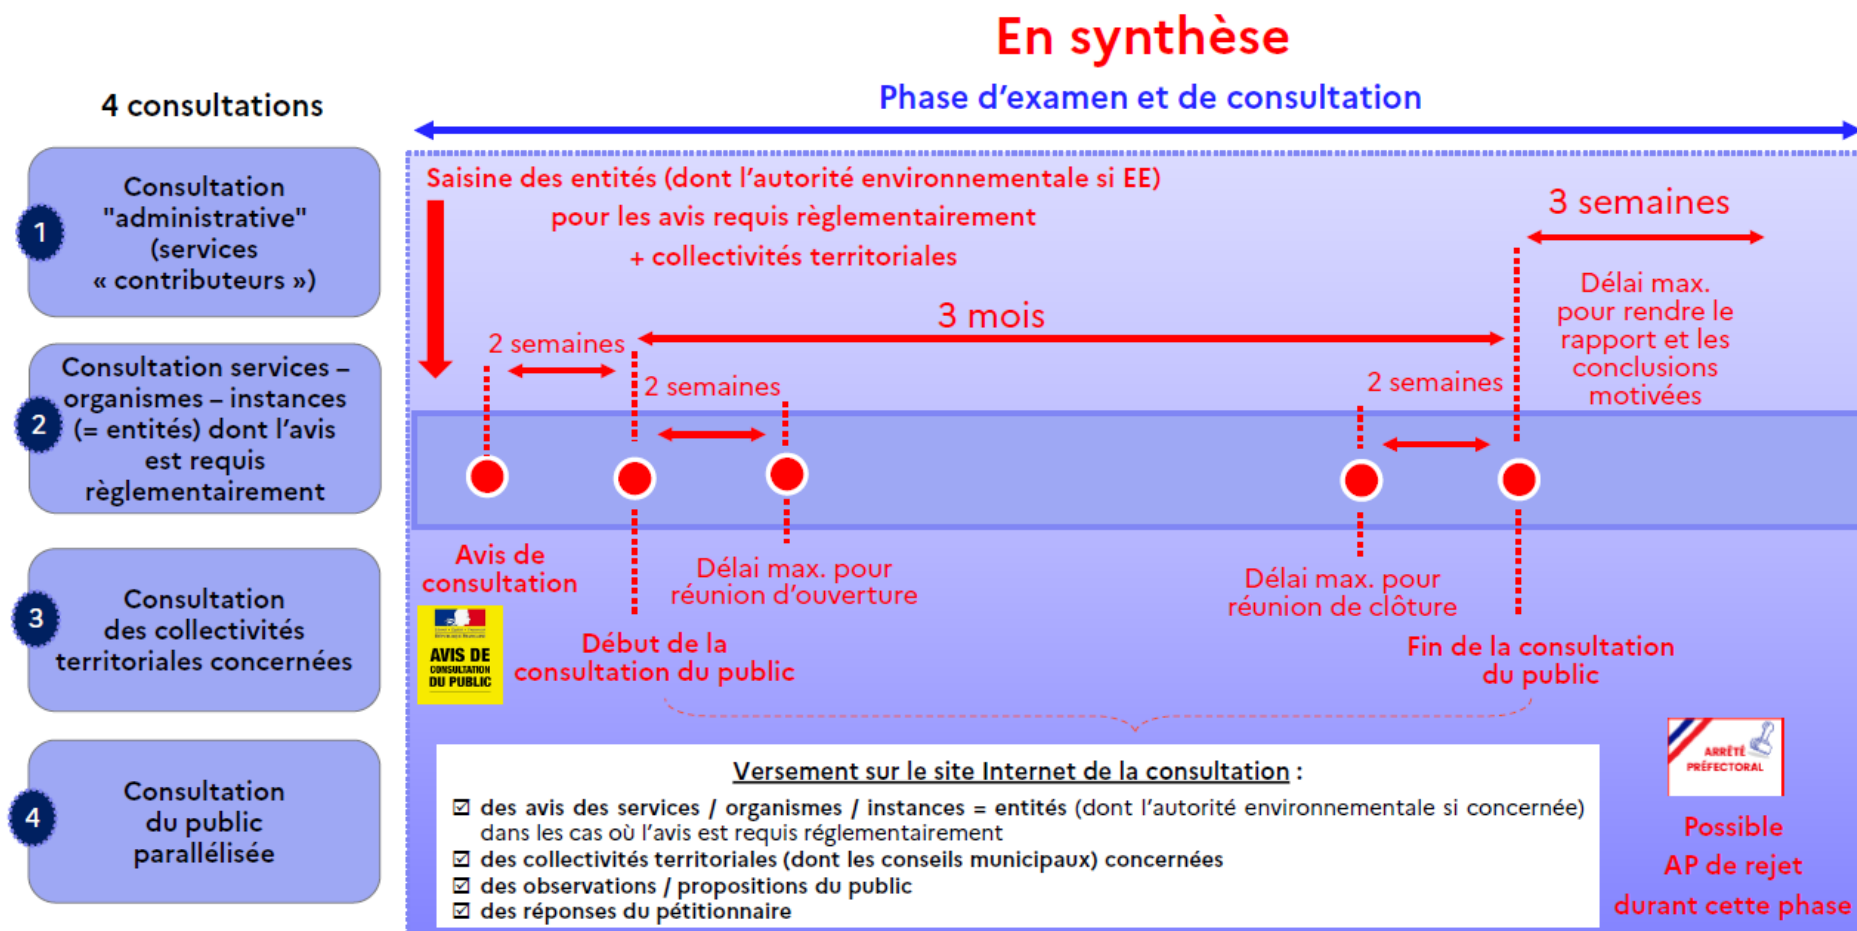 En synthèse
Phase d'examen et de consultation
4 consultations
1
Consultation
"administrative"
(services
« contributeurs »)
2
Consultation services –
organismes – instances
(= entités) dont l'avis
est requis
règlementairement
3
Consultation
des collectivités
territoriales concernées
4
Consultation
du public
parallélisée
Saisine des entités (dont l'autorité environnementale si EE)
pour les avis requis règlementairement
+ collectivités territoriales
3 semaines
Délai max.
pour rendre le
rapport et les
conclusions
motivées
3 mois
2 semaines
2 semaines
2 semaines
Avis de
consultation
AVIS DE
CONSULTATION
DU PUBLIC
Début de la
consultation du public
Délai max. pour
réunion d'ouverture
Délai max. pour
réunion de clôture
Fin de la consultation
du public
Versement sur le site Internet de la consultation :
☑ des avis des services / organismes / instances = entités (dont l'autorité environnementale si concernée)
dans les cas où l'avis est requis réglementairement
☑ des collectivités territoriales (dont les conseils municipaux) concernées
☑ des observations / propositions du public
☑ des réponses du pétitionnaire
ARRÊTÉ
PRÉFECTORAL
Possible
AP de rejet
durant cette phase